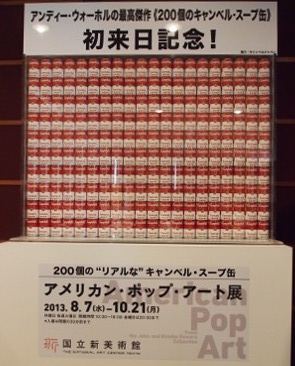 アンディー・ウォーホルの最高傑作《200個のキャンベル・スープ缶》
初来日記念！
200個の“リアルな”キャンベル・スープ缶
アメリカン・ポップ・アート展
American
Pop
Art
2013. 8.7(水) - 10.21(月)
国立新美術館
THE NATIONAL ART CENTER, TOKYO